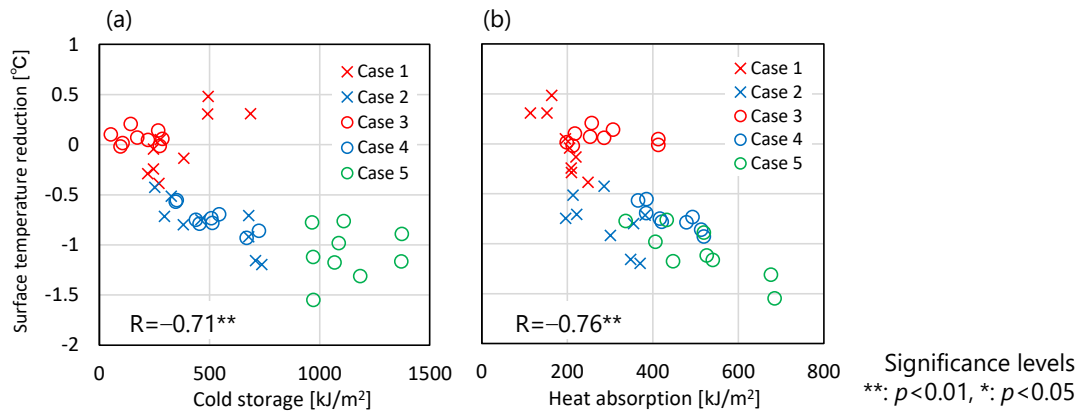 (a)
Surface temperature reduction [℃]
1
0.5
0
-0.5
-1
-1.5
-2
Case 1
Case 2
Case 3
Case 4
Case 5
R=−0.71**
0 500 1000 1500
Cold storage [kJ/m²]
(b)
Case 1
Case 2
Case 3
Case 4
Case 5
R=−0.76**
0 200 400 600 800
Heat absorption [kJ/m²]
Significance levels
**: p<0.01, *: p<0.05